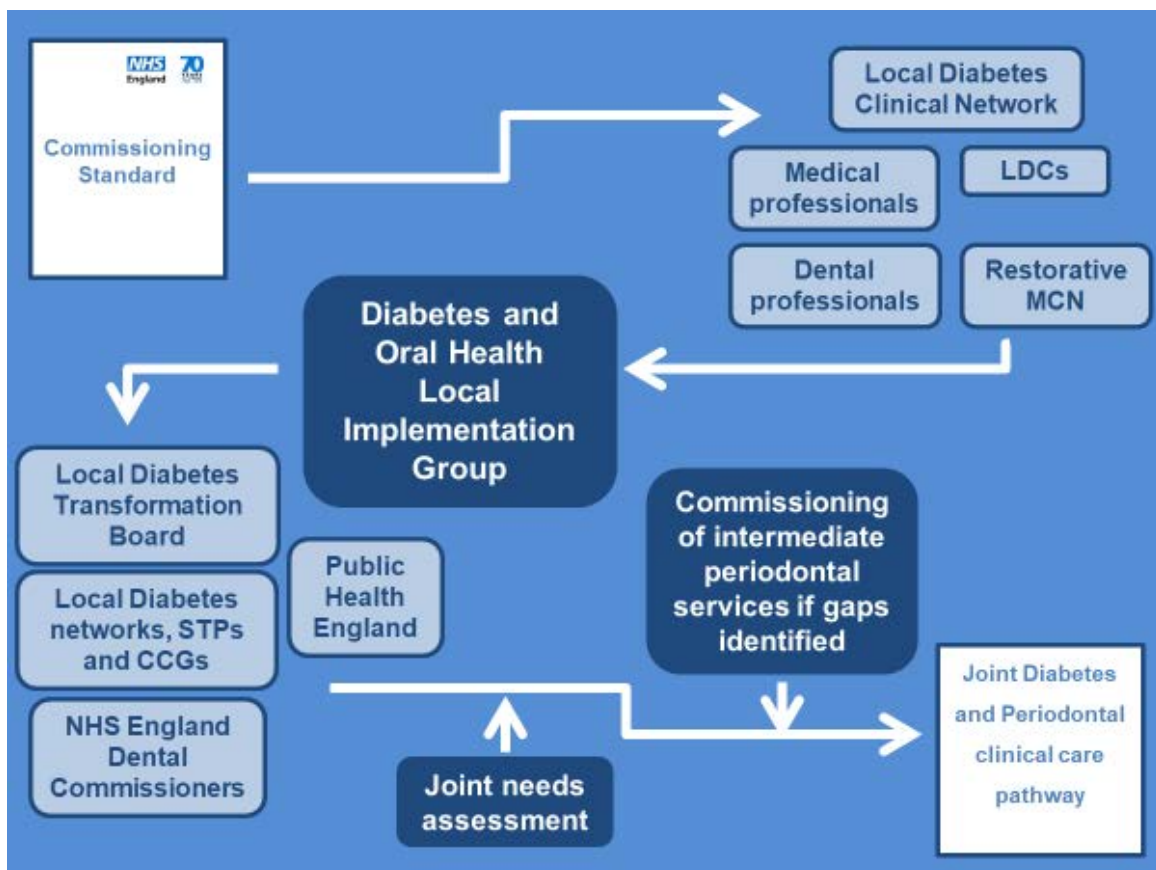 NHS
England
70
Commissioning
Standard
Local Diabetes
Clinical Network
Medical
professionals
LDCs
Dental
professionals
Restorative
MCN
Diabetes and
Oral Health
Local
Implementation
Group
Local Diabetes
Transformation
Board
Local Diabetes
networks, STPs
and CCGs
NHS England
Dental
Commissioners
Public
Health
England
Commissioning
of intermediate
periodontal
services if gaps
identified
Joint needs
assessment
Joint Diabetes
and Periodontal
clinical care
pathway